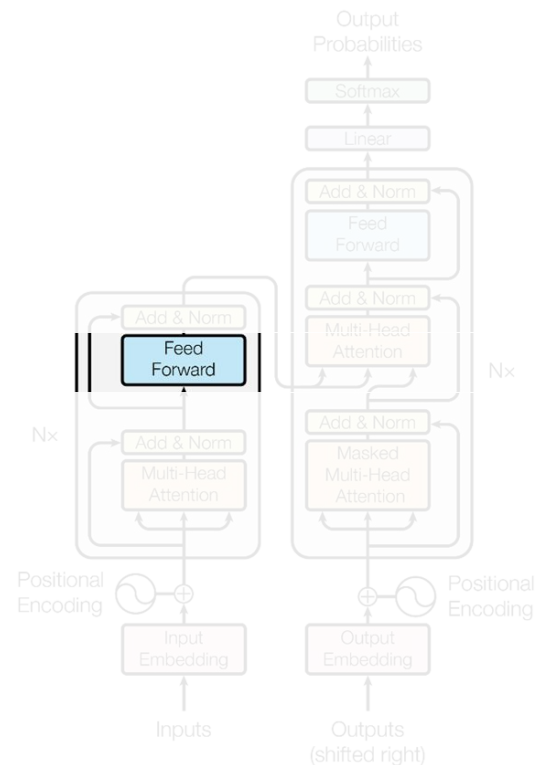 Output
Probabilities
Softmax
Linear
Add & Norm
Feed
Forward
Add & Norm
Multi-Head
Attention
Nx
Add & Norm
Masked
Multi-Head
Attention
Add & Norm
Feed
Forward
N×
Add & Norm
Multi-Head
Attention
Positional
Encoding
Positional
Encoding
Input
Embedding
Output
Embedding
Inputs
Outputs
(shifted right)